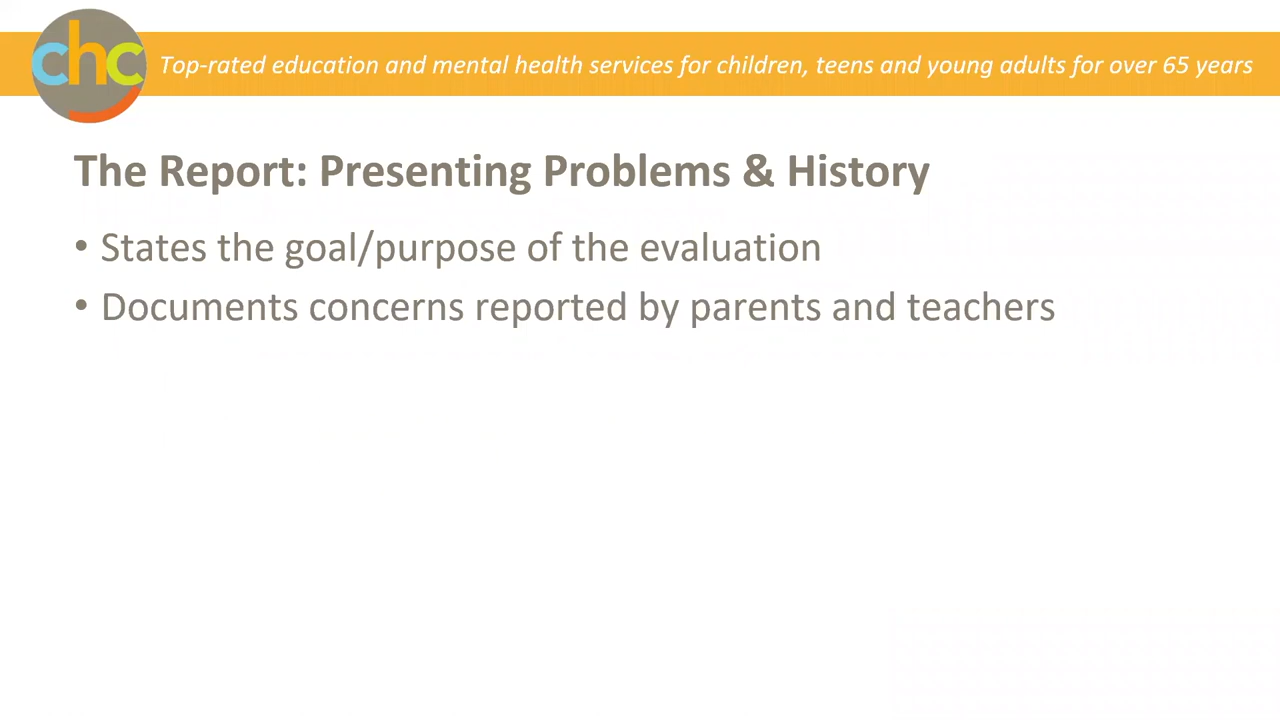 chc
Top-rated education and mental health services for children, teens and young adults for over 65 years
The Report: Presenting Problems & History
• States the goal/purpose of the evaluation
• Documents concerns reported by parents and teachers